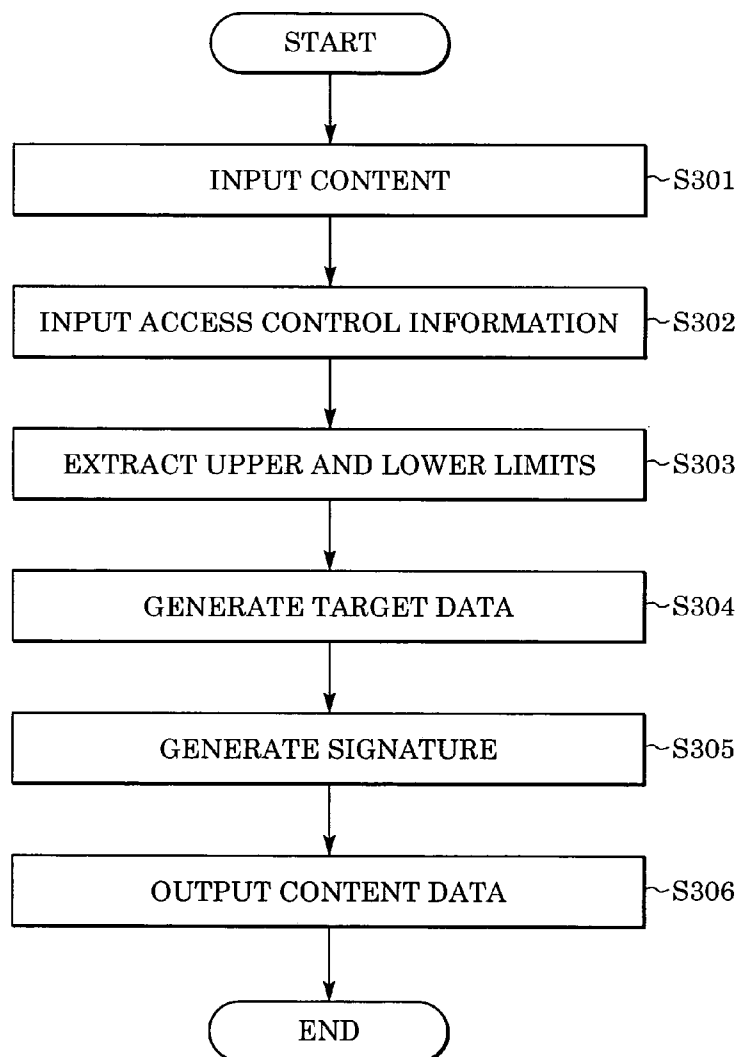 START
INPUT CONTENT
S301
INPUT ACCESS CONTROL INFORMATION
S302
EXTRACT UPPER AND LOWER LIMITS
S303
GENERATE TARGET DATA
S304
GENERATE SIGNATURE
S305
OUTPUT CONTENT DATA
S306
END